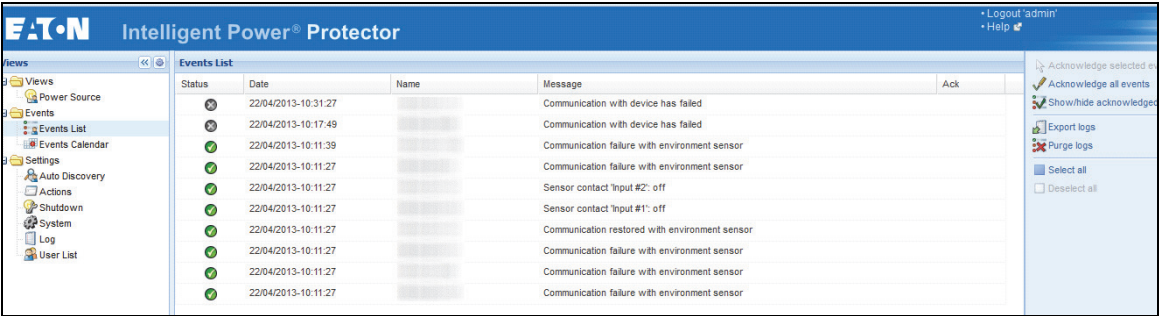 • Logout 'admin'
• Help
EATON Intelligent Power® Protector
Views
Views
Power Source
Events
Events List
Events Calendar
Settings
Auto Discovery
Actions
Shutdown
System
Log
User List
Events List
Status Date Name Message Ack
22/04/2013-10:31:27 Communication with device has failed
22/04/2013-10:17:49 Communication with device has failed
22/04/2013-10:11:39 Communication failure with environment sensor
22/04/2013-10:11:27 Communication failure with environment sensor
22/04/2013-10:11:27 Sensor contact 'Input #2': off
22/04/2013-10:11:27 Sensor contact 'Input #1': off
22/04/2013-10:11:27 Communication restored with environment sensor
22/04/2013-10:11:27 Communication failure with environment sensor
22/04/2013-10:11:27 Communication failure with environment sensor
22/04/2013-10:11:27 Communication failure with environment sensor
Acknowledge selected ev
Acknowledge all events
Show/hide acknowledged
Export logs
Purge logs
Select all
Deselect all